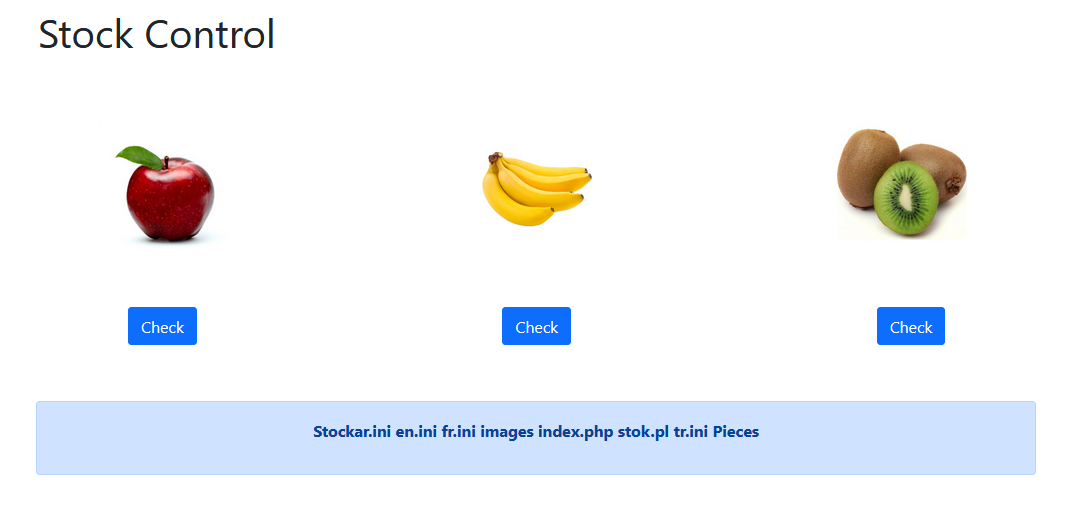 Stock Control
Check Check Check
Stockar.ini en.ini fr.ini images index.php stok.pl tr.ini Pieces